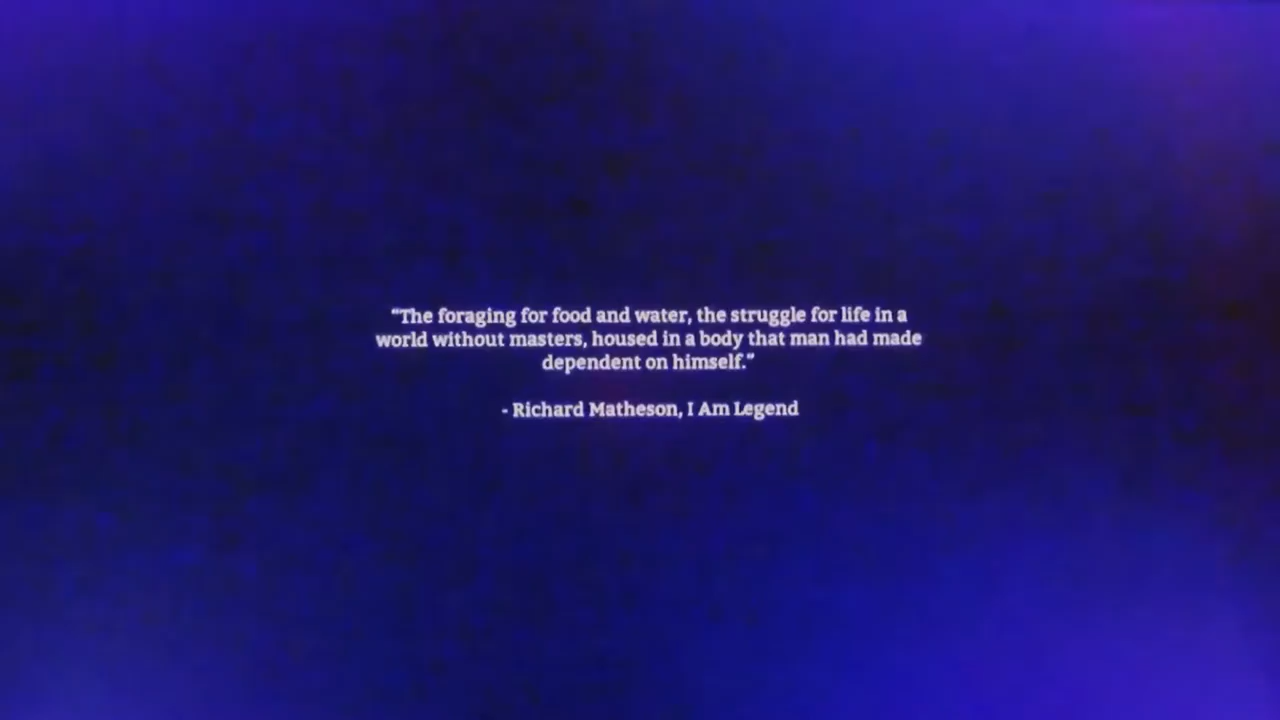 “The foraging for food and water, the struggle for life in a
world without masters, housed in a body that man had made
dependent on himself.”
- Richard Matheson, I Am Legend